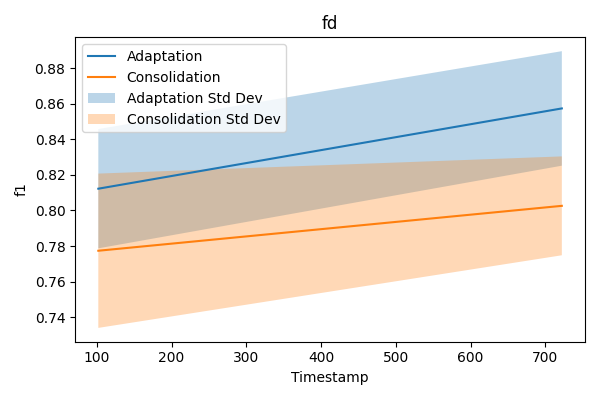 fd
Adaptation
Consolidation
Adaptation Std Dev
Consolidation Std Dev
f1
0.88
0.86
0.84
0.82
0.80
0.78
0.76
0.74
100 200 300 400 500 600 700
Timestamp